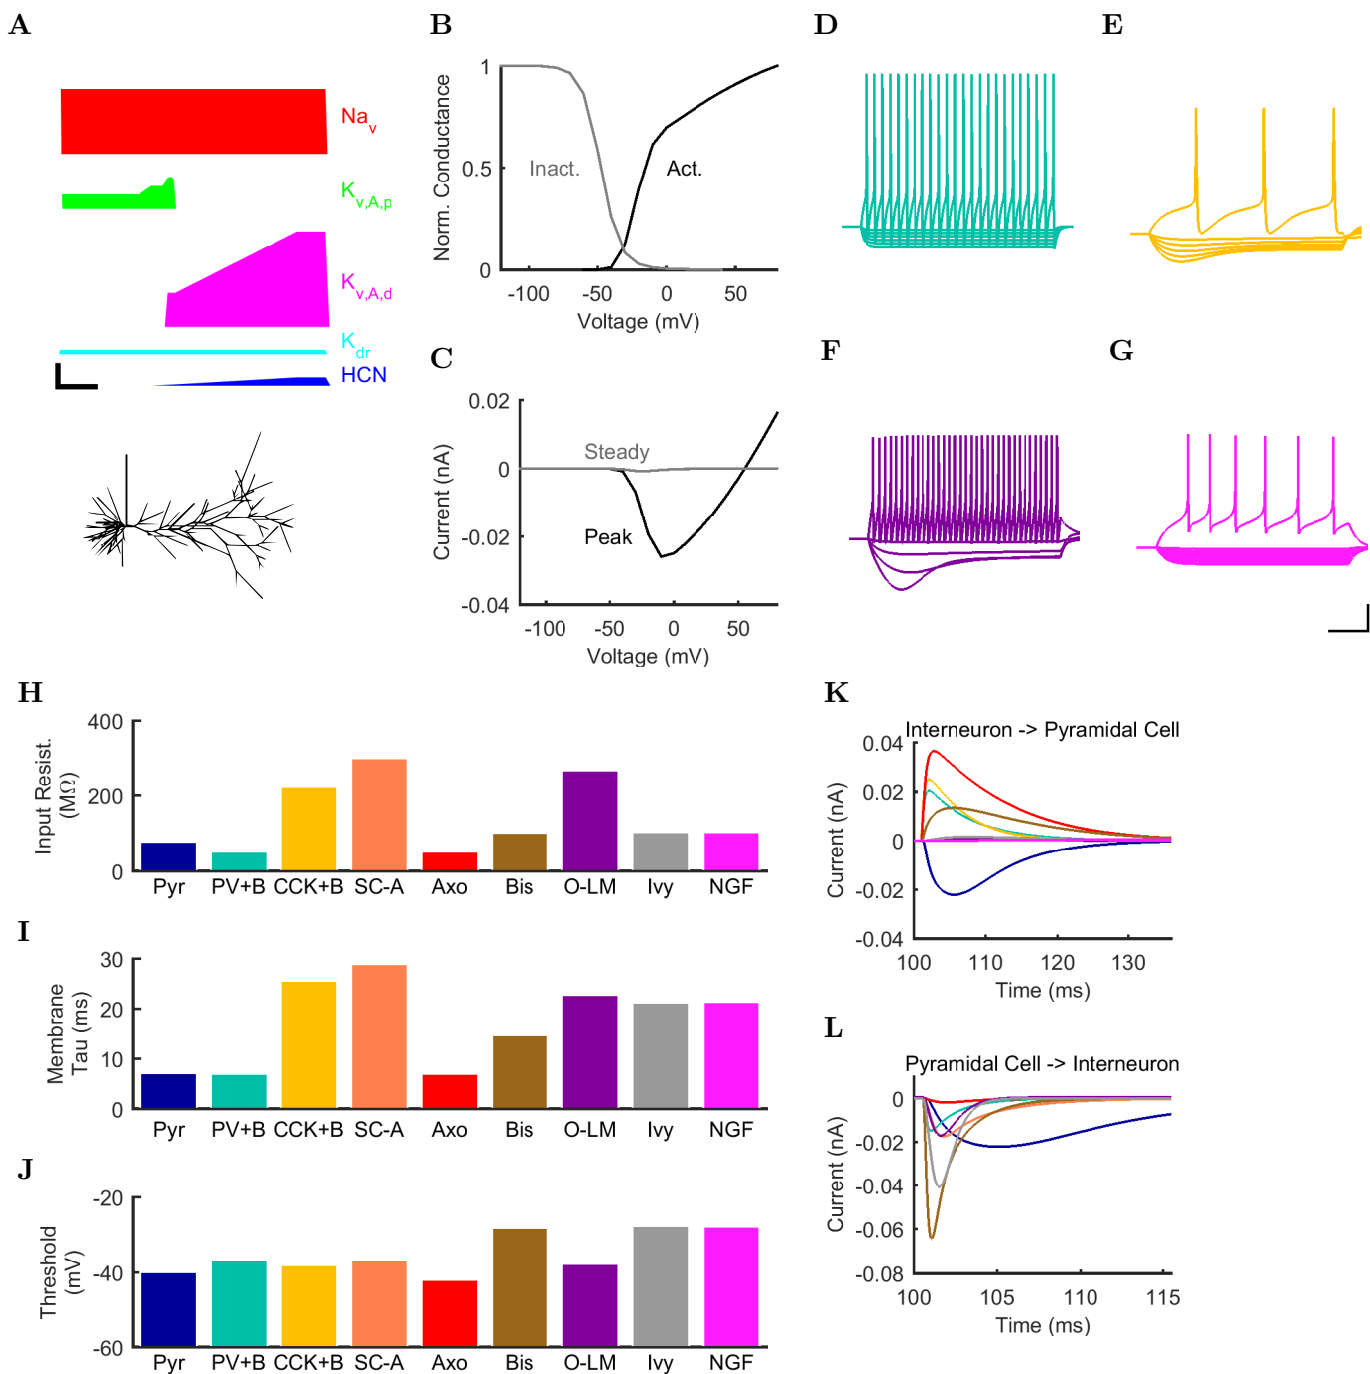 A
Na_v
K_v,A,p
K_v,A,d
K_dr
HCN
B
Norm. Conductance
1
0.5
0
Inact.
Act.
-100 -50 0 50
Voltage (mV)
C
Current (nA)
0.02
0
-0.02
-0.04
Steady
Peak
-100 -50 0 50
Voltage (mV)
D
E
F
G
H
Input Resist.
(MΩ)
400
200
0
Pyr PV+B CCK+B SC-A Axo Bis O-LM Ivy NGF
I
Membrane
Tau (ms)
30
20
10
0
Pyr PV+B CCK+B SC-A Axo Bis O-LM Ivy NGF
J
Threshold
(mV)
-20
-40
-60
Pyr PV+B CCK+B SC-A Axo Bis O-LM Ivy NGF
K
Interneuron -> Pyramidal Cell
Current (nA)
0.04
0.02
0
-0.02
-0.04
100 110 120 130
Time (ms)
L
Pyramidal Cell -> Interneuron
Current (nA)
0
-0.02
-0.04
-0.06
-0.08
100 105 110 115
Time (ms)